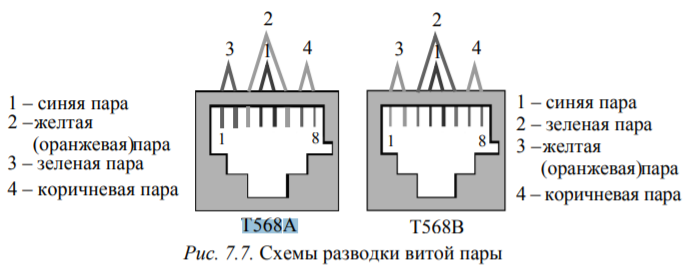 2
3
1
4
1 – синяя пара
2 –желтая
(оранжевая)пара
3 – зеленая пара
4 – коричневая пара
1
8
T568A
2
3
1
4
1
8
T568B
1 – синяя пара
2 – зеленая пара
3 –желтая
(оранжевая)пара
4 – коричневая пара
Рис. 7.7. Схемы разводки витой пары